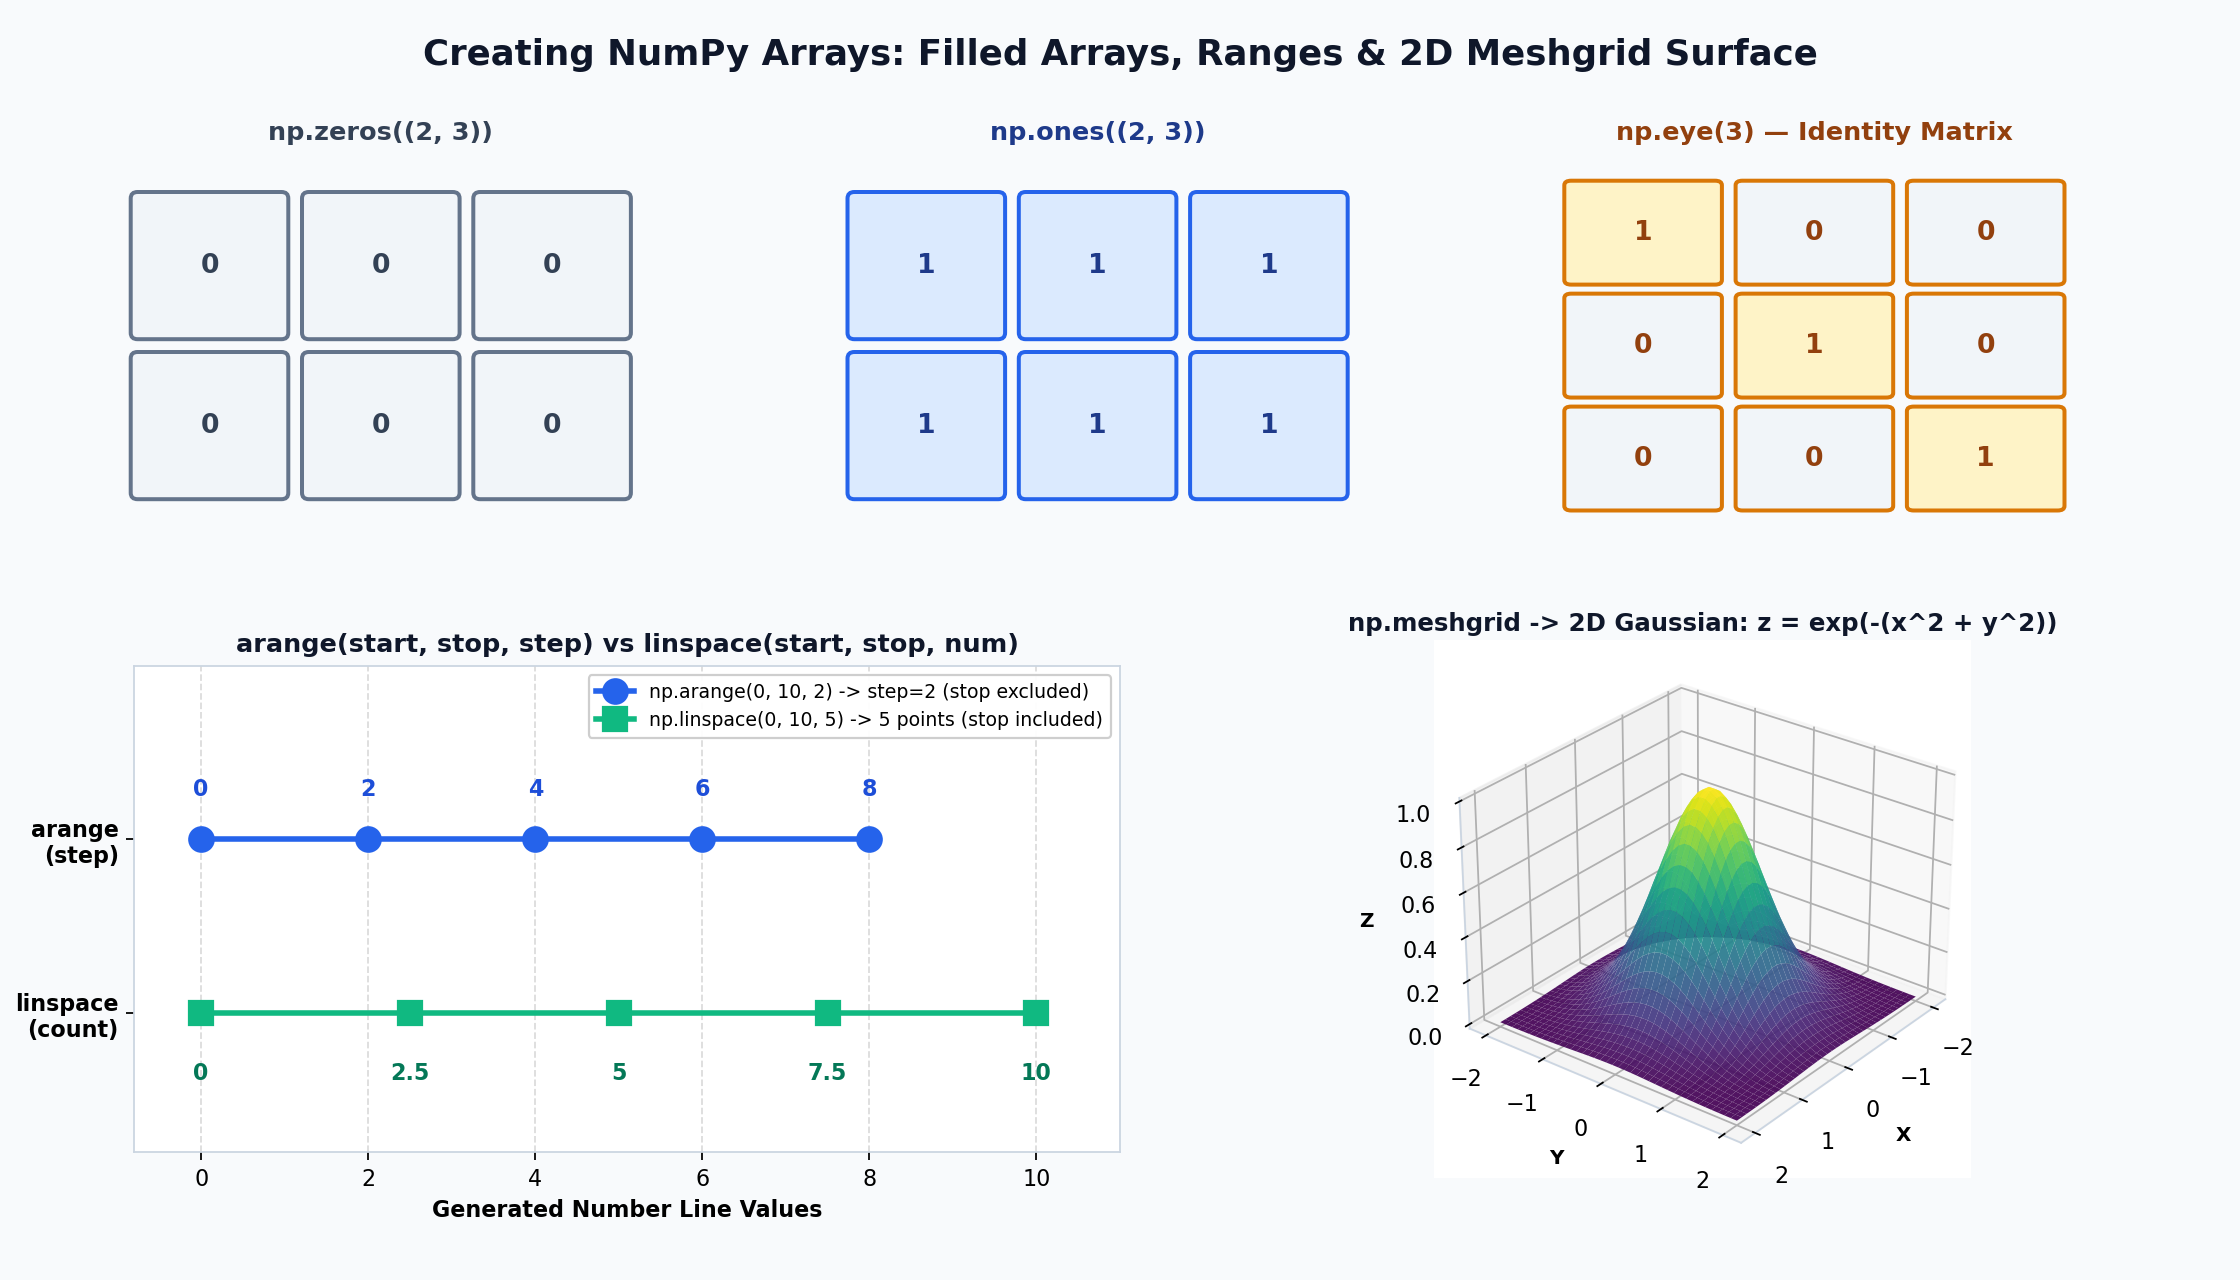 Creating NumPy Arrays: Filled Arrays, Ranges & 2D Meshgrid Surface
np.zeros((2, 3))
0 0 0
0 0 0
np.ones((2, 3))
1 1 1
1 1 1
np.eye(3) — Identity Matrix
1 0 0
0 1 0
0 0 1
arange(start, stop, step) vs linspace(start, stop, num)
np.arange(0, 10, 2) -> step=2 (stop excluded)
np.linspace(0, 10, 5) -> 5 points (stop included)
0 2 4 6 8
arange
(step)
linspace
(count)
0 2.5 5 7.5 10
0 2 4 6 8 10
Generated Number Line Values
np.meshgrid -> 2D Gaussian: z = exp(-(x^2 + y^2))
1.0
0.8
0.6
0.4
0.2
0.0
Z
−2
−1
0
1
2
Y
−2
−1
0
1
2
X